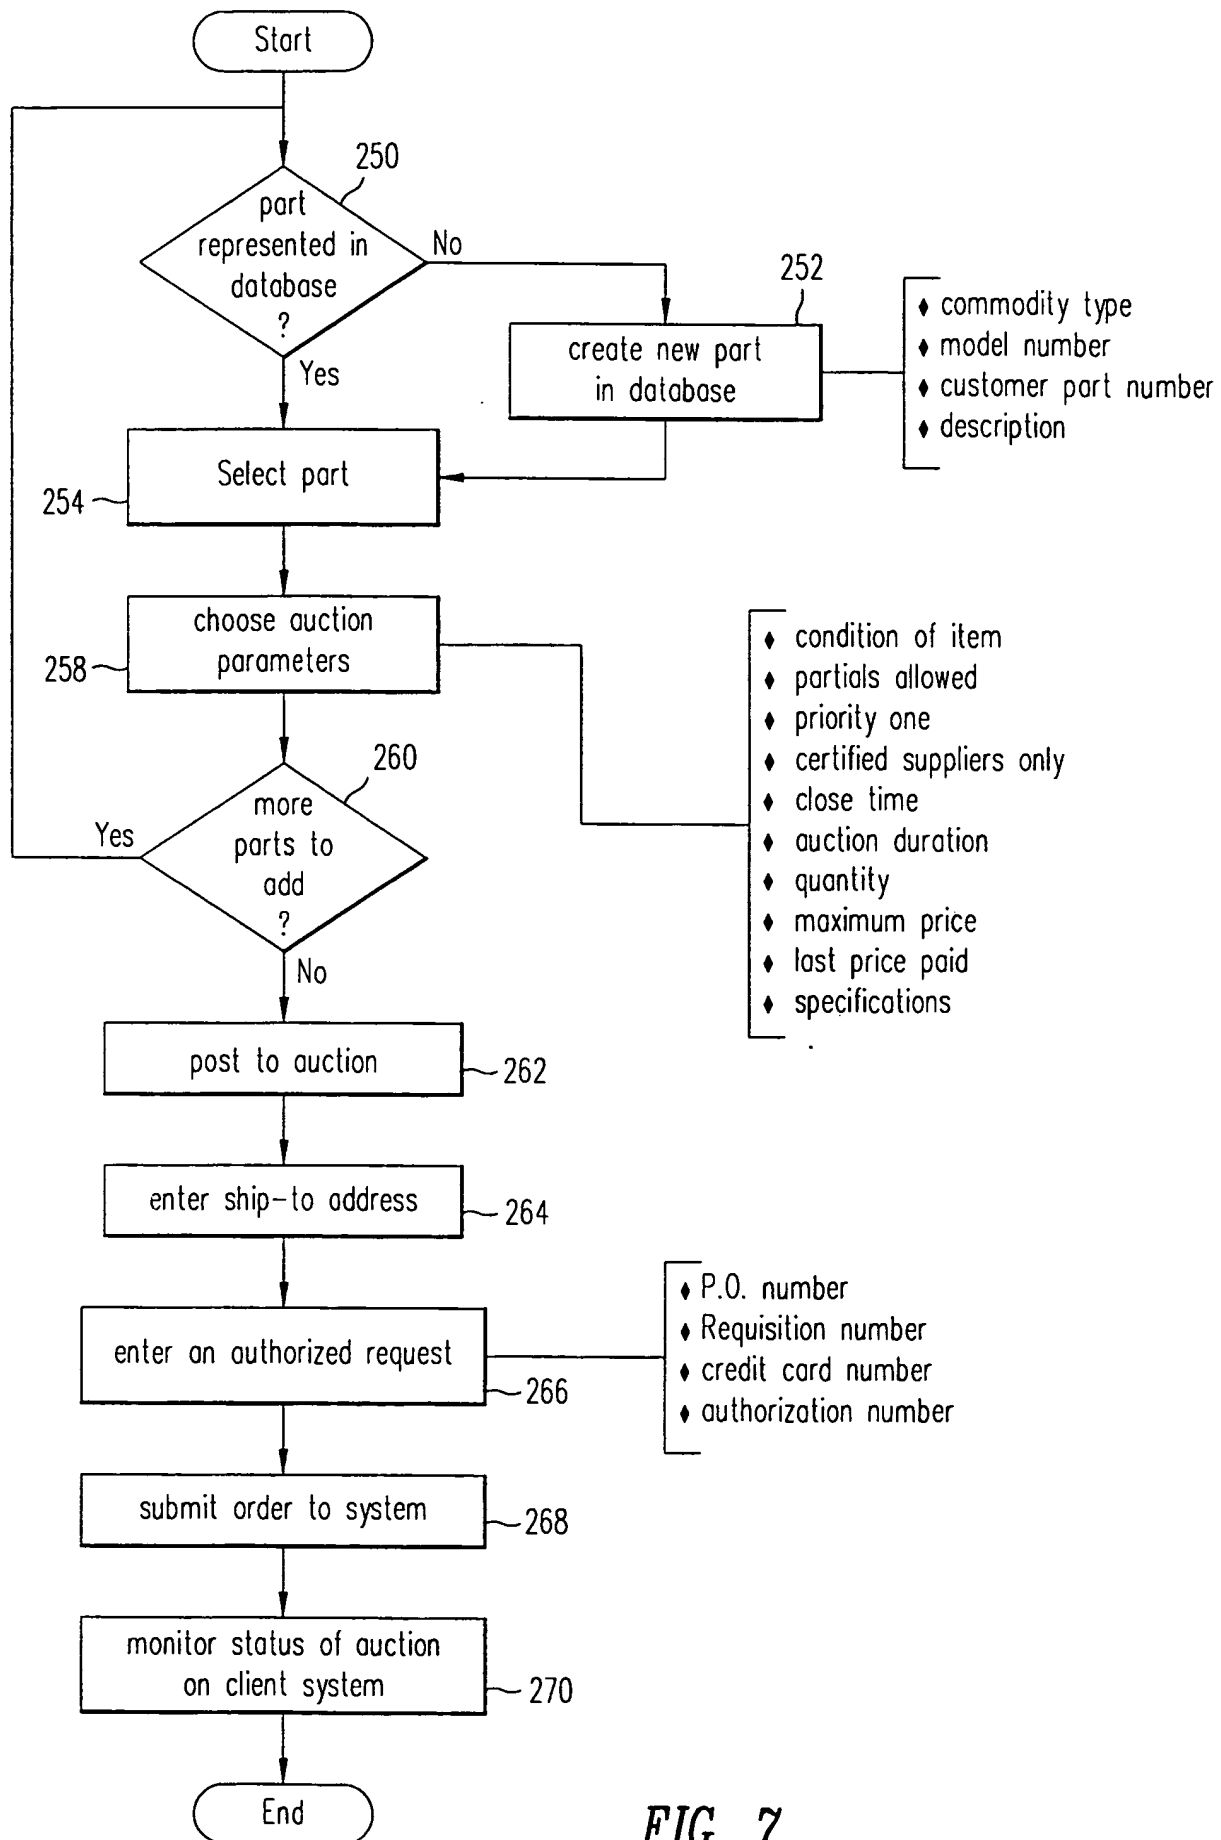 Start
250
part
represented in
database
?
No
Yes
252
create new part
in database
♦ commodity type
♦ model number
♦ customer part number
♦ description
Select part
254
choose auction
parameters
258
♦ condition of item
♦ partials allowed
♦ priority one
♦ certified suppliers only
♦ close time
♦ auction duration
♦ quantity
♦ maximum price
♦ last price paid
♦ specifications
260
more
parts to
add
?
Yes
No
post to auction
262
enter ship-to address
264
enter an authorized request
266
♦ P.O. number
♦ Requisition number
♦ credit card number
♦ authorization number
submit order to system
268
monitor status of auction
on client system
270
End
FIG. 7